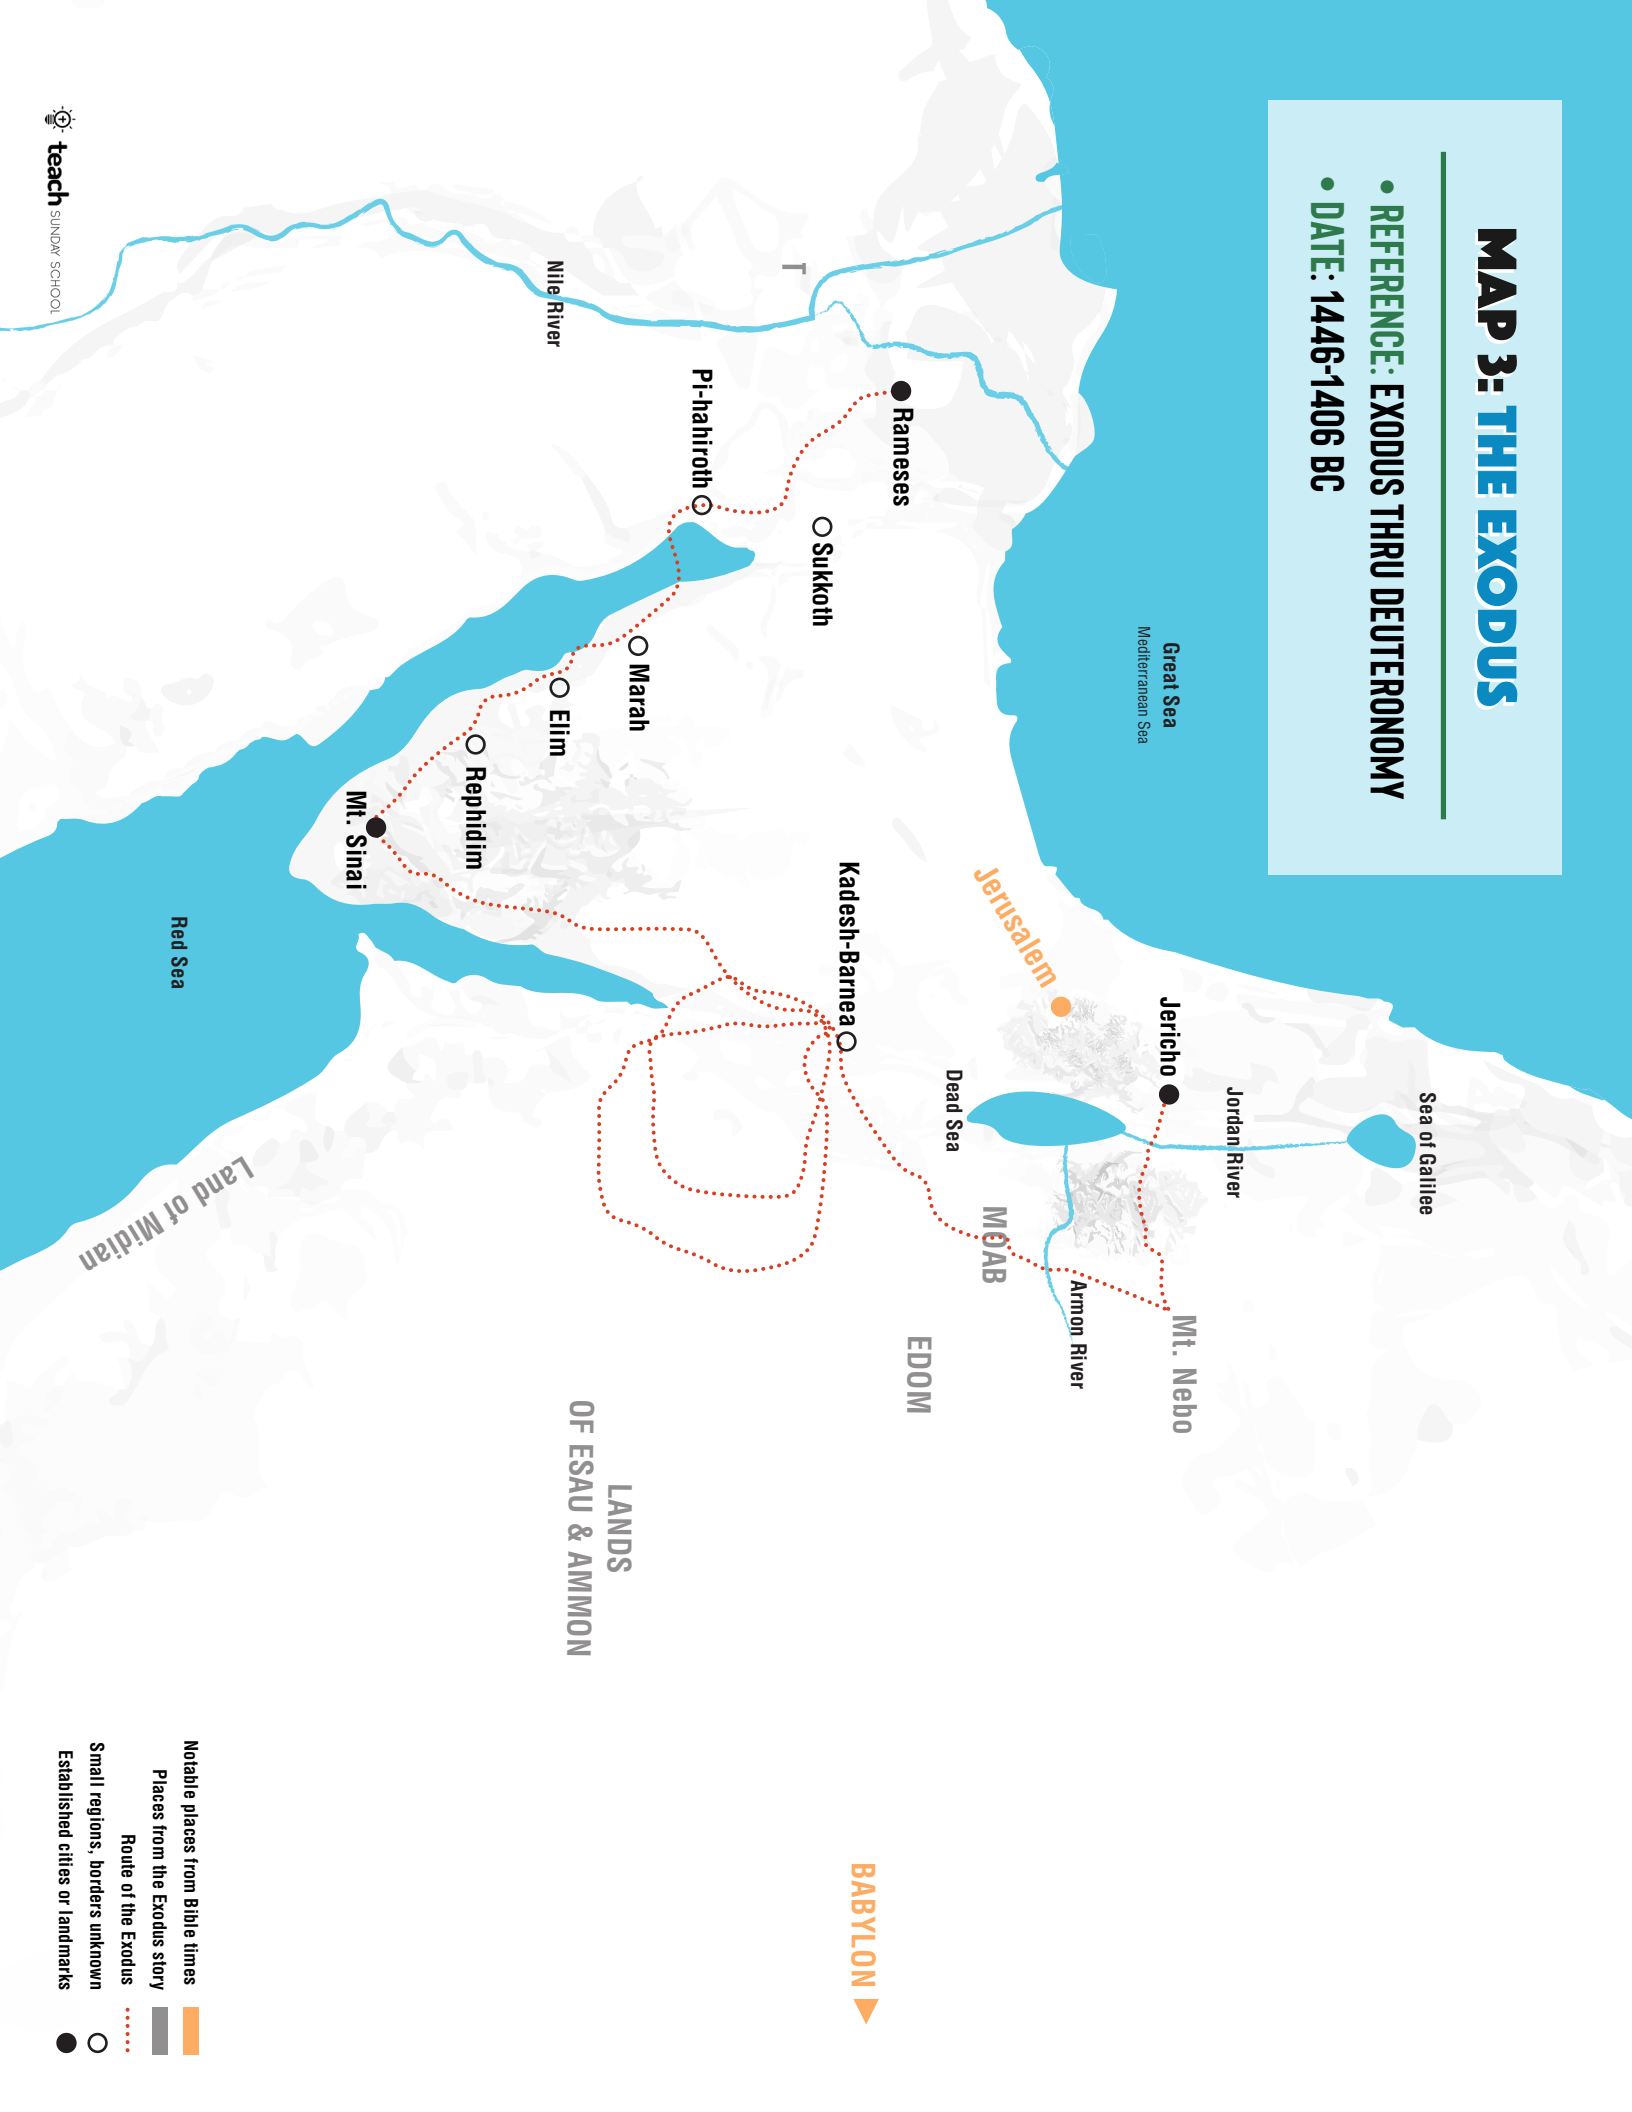 MAP 3: THE EXODUS
• REFERENCE: EXODUS THRU DEUTERONOMY
• DATE: 1446-1406 BC
Great Sea
Mediterranean Sea
Sea of Galilee
Jordan River
Jericho
Jerusalem
Mt. Nebo
Armon River
Dead Sea
MOAB
EDOM
Rameses
Sukkoth
Kadesh-Barnea
BABYLON
T
Pi-hahiroth
Marah
LANDS
OF ESAU & AMMON
Nile River
Elim
Rephidim
Mt. Sinai
Red Sea
Land of Midian
teach SUNDAY SCHOOL
Notable places from Bible times
Places from the Exodus story
Route of the Exodus
Small regions, borders unknown
Established cities or landmarks